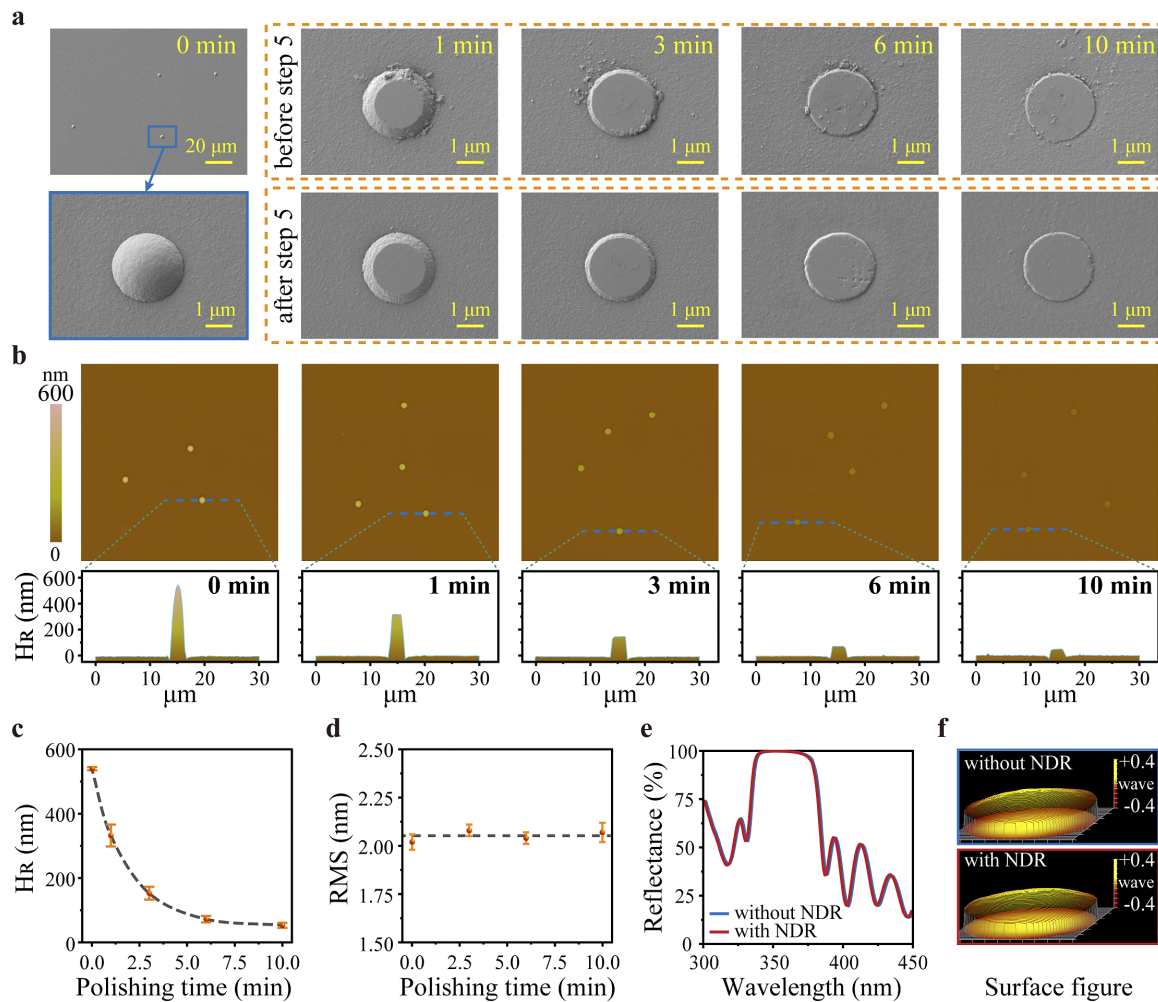 a
0 min
20 μm
1 μm
before step 5
1 min
1 μm
3 min
1 μm
6 min
1 μm
10 min
1 μm
after step 5
1 μm
1 μm
1 μm
1 μm
b
nm
600
0
HR (nm)
600
400
200
0
0 min
1 min
3 min
6 min
10 min
0 10 20 30
0 10 20 30
0 10 20 30
0 10 20 30
0 10 20 30
μm
μm
μm
μm
μm
c
HR (nm)
600
400
200
0
0.0 2.5 5.0 7.5 10.0
Polishing time (min)
d
RMS (nm)
2.50
2.25
2.00
1.75
1.50
0.0 2.5 5.0 7.5 10.0
Polishing time (min)
e
Reflectance (%)
100
75
50
25
0
without NDR
with NDR
300 350 400 450
Wavelength (nm)
f
without NDR
+0.4
wave
-0.4
with NDR
+0.4
wave
-0.4
Surface figure